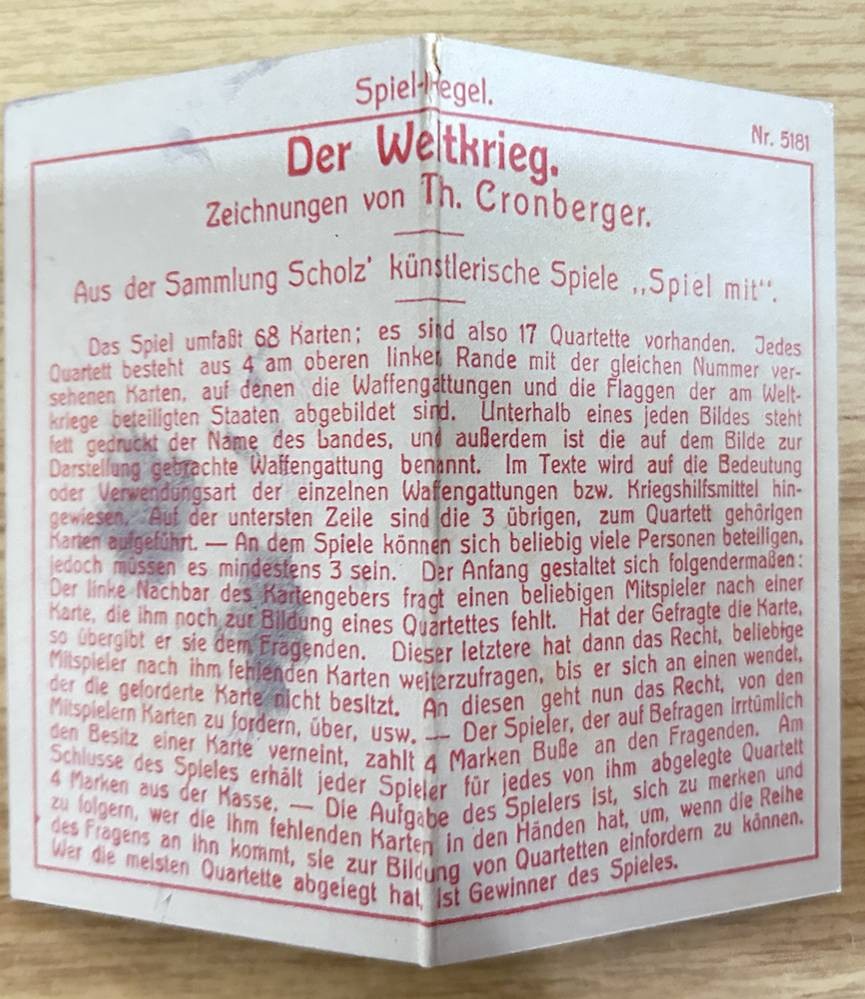 Spiel-Regel.
Nr. 5181
Der Weltkrieg.
Zeichnungen von Th. Cronberger.
Aus der Sammlung Scholz' künstlerische Spiele „Spiel mit“.
Das Spiel umfaßt 68 Karten; es sind also 17 Quartette vorhanden. Jedes
Quartett besteht aus 4 am oberen linken Rande mit der gleichen Nummer ver-
sehenen Karten, auf denen die Waffengattungen und die Flaggen der am Welt-
kriege beteiligten Staaten abgebildet sind. Unterhalb eines jeden Bildes steht
fett gedruckt der Name des Landes, und außerdem ist die auf dem Bilde zur
Darstellung gebrachte Waffengattung benannt. Im Texte wird auf die Bedeutung
oder Verwendungsart der einzelnen Waffengattungen bzw. Kriegshilfsmittel hin-
gewiesen. Auf der untersten Zeile sind die 3 übrigen, zum Quartett gehörigen
Karten aufgeführt. — An dem Spiele können sich beliebig viele Personen beteiligen,
jedoch müssen es mindestens 3 sein. Der Anfang gestaltet sich folgendermaßen:
Der linke Nachbar des Kartengebers fragt einen beliebigen Mitspieler nach einer
Karte, die ihm noch zur Bildung eines Quartettes fehlt. Hat der Gefragte die Karte,
so übergibt er sie dem Fragenden. Dieser letztere hat dann das Recht, beliebige
Mitspieler nach ihm fehlenden Karten weiterzufragen, bis er sich an einen wendet,
der die geforderte Karte nicht besitzt. An diesen geht nun das Recht, von den
Mitspielern Karten zu fordern, über, usw. — Der Spieler, der auf Befragen irrtümlich
den Besitz einer Karte verneint, zahlt 4 Marken Buße an den Fragenden. Am
Schlusse des Spieles erhält jeder Spieler für jedes von ihm abgelegte Quartett
4 Marken aus der Kasse. — Die Aufgabe des Spielers ist, sich zu merken und
zu folgern, wer die ihm fehlenden Karten in den Händen hat, um, wenn die Reihe
des Fragens an ihn kommt, sie zur Bildung von Quartetten einfordern zu können.
Wer die meisten Quartette abgelegt hat, ist Gewinner des Spieles.